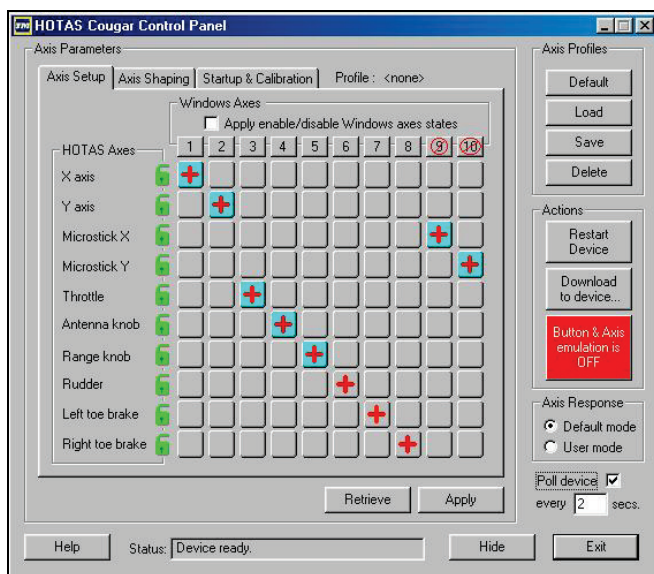 HOTAS Cougar Control Panel
Axis Parameters
Axis Setup
Axis Shaping
Startup & Calibration
Profile : <none>
Windows Axes
Apply enable/disable Windows axes states
HOTAS Axes
1 2 3 4 5 6 7 8 9 10
X axis
Y axis
Microstick X
Microstick Y
Throttle
Antenna knob
Range knob
Rudder
Left toe brake
Right toe brake
Retrieve
Apply
Axis Profiles
Default
Load
Save
Delete
Actions
Restart
Device
Download
to device...
Button & Axis
emulation is
OFF
Axis Response
Default mode
User mode
Poll device
every 2 secs.
Help
Status: Device ready.
Hide
Exit